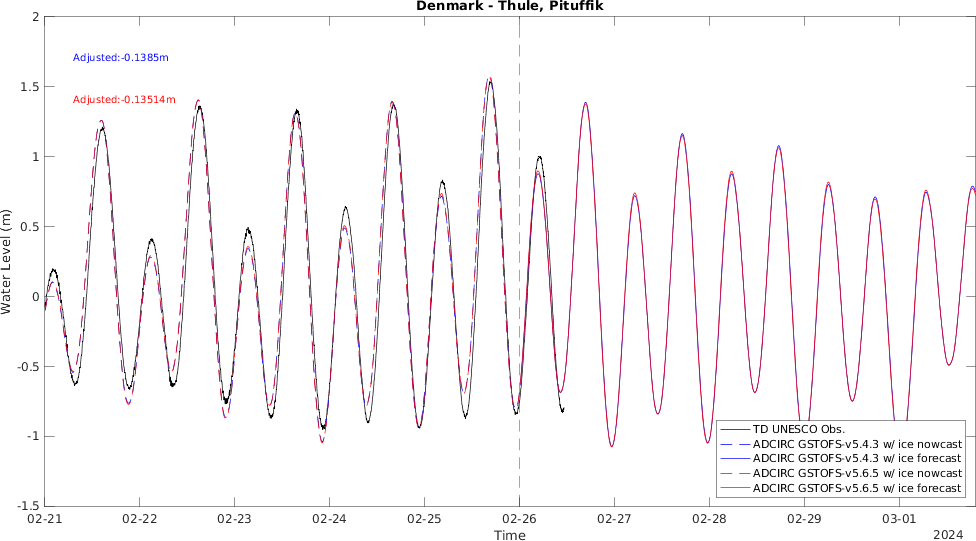 Denmark - Thule, Pituffik
2
1.5
1
0.5
0
-0.5
-1
-1.5
Water Level (m)
Adjusted:-0.1385m
Adjusted:-0.13514m
TD UNESCO Obs.
ADCIRC GSTOFS-v5.4.3 w/ ice nowcast
ADCIRC GSTOFS-v5.4.3 w/ ice forecast
ADCIRC GSTOFS-v5.6.5 w/ ice nowcast
ADCIRC GSTOFS-v5.6.5 w/ ice forecast
02-21 02-22 02-23 02-24 02-25 02-26 02-27 02-28 02-29 03-01
Time
2024